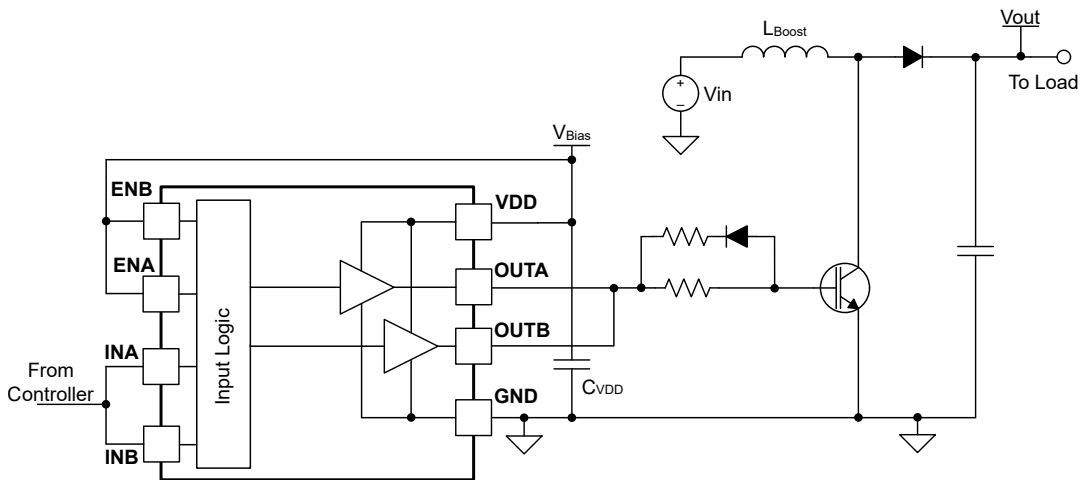 Vout
LBoost
To Load
Vin
+
–
VBias
ENB
VDD
ENA
OUTA
OUTB
INA
Input Logic
From
Controller
CVDD
GND
INB